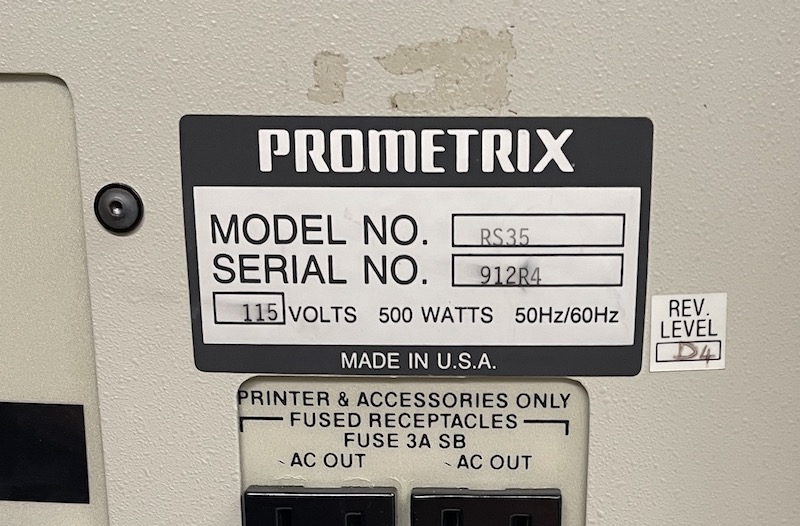 PROMETRIX
MODEL NO. RS35
SERIAL NO. 912R4
115 VOLTS 500 WATTS 50Hz/60Hz
MADE IN U.S.A.
REV.
LEVEL
D4
PRINTER & ACCESSORIES ONLY
FUSED RECEPTACLES
FUSE 3A SB
AC OUT AC OUT